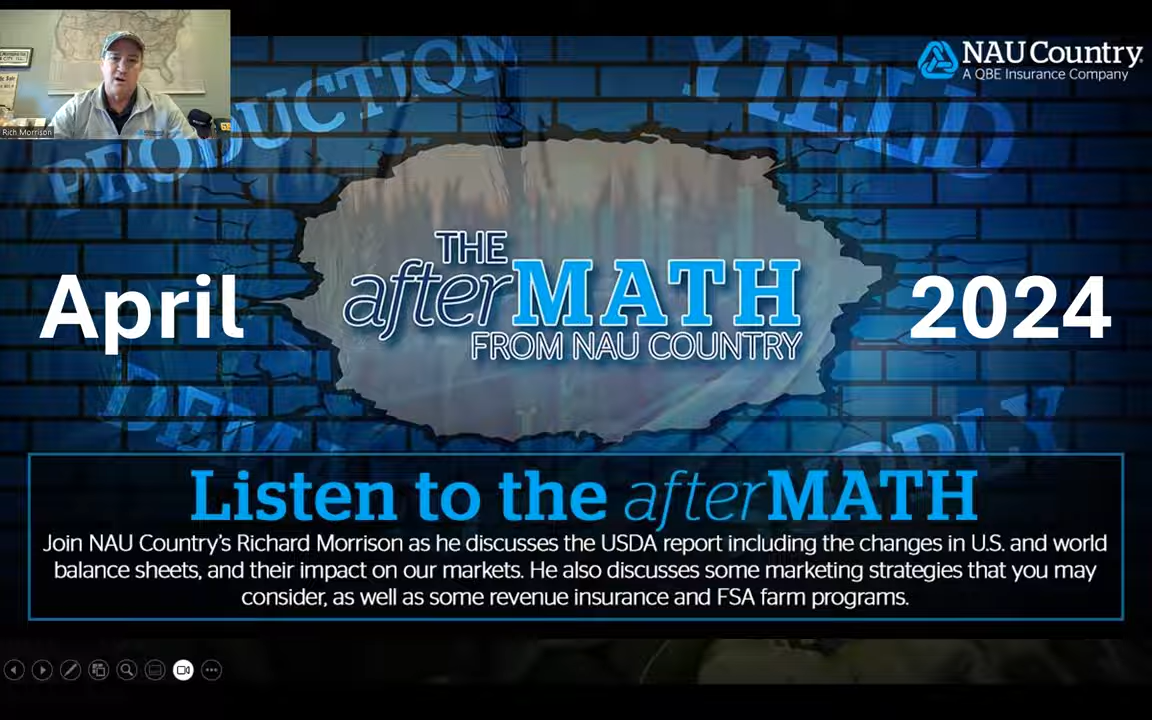 NAU Country
A QBE Insurance Company
Rich Morrison
PRODUCTION
YIELD
THE
afterMATH
FROM NAU COUNTRY
April
2024
Listen to the afterMATH
Join NAU Country's Richard Morrison as he discusses the USDA report including the changes in U.S. and world
balance sheets, and their impact on our markets. He also discusses some marketing strategies that you may
consider, as well as some revenue insurance and FSA farm programs.